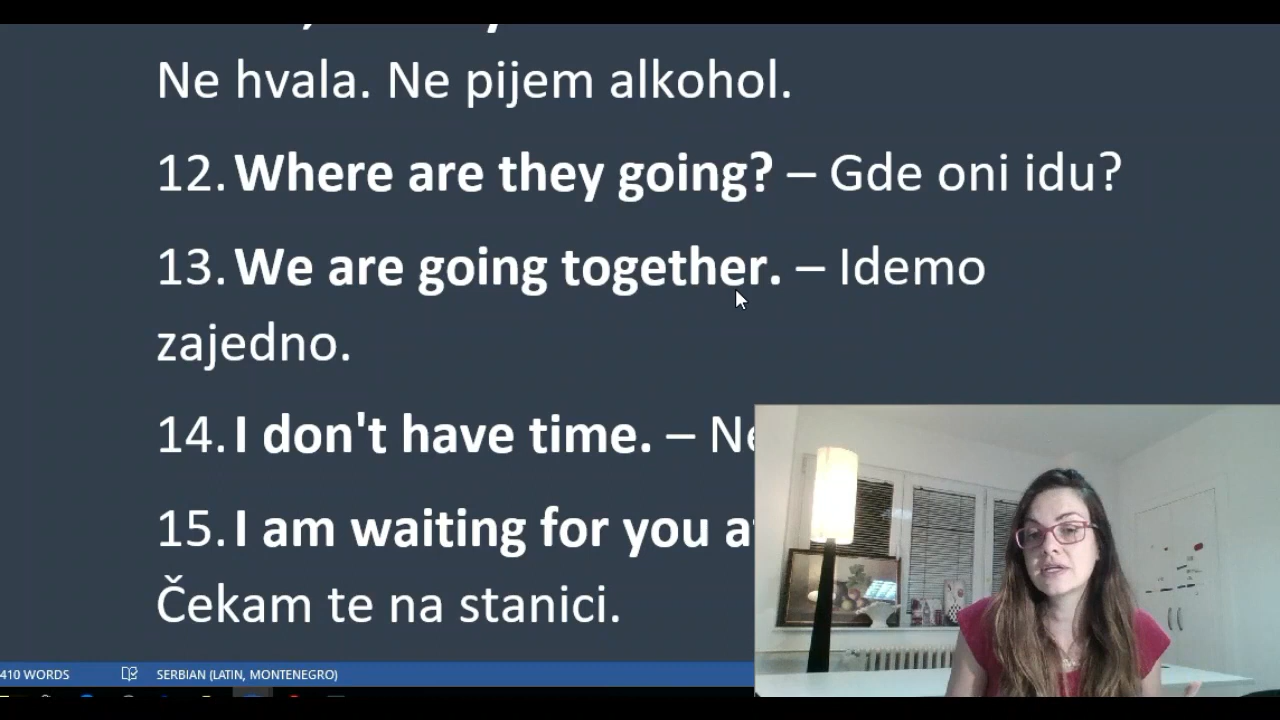 Ne hvala. Ne pijem alkohol.
12. Where are they going? – Gde oni idu?
13. We are going together. – Idemo
zajedno.
14. I don't have time. –
15. I am waiting for you
Čekam te na stanici.
410 WORDS SERBIAN (LATIN, MONTENEGRO)